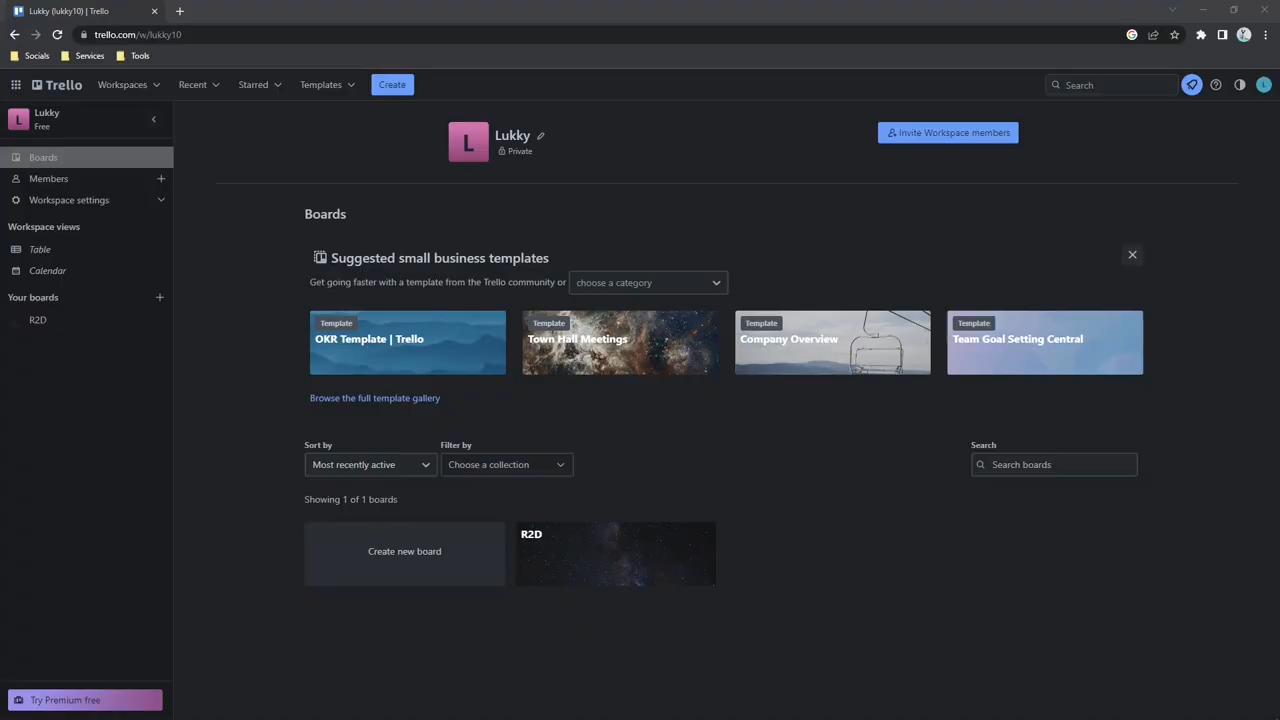 Lukky (lukky10) | Trello
trello.com/w/lukky10
Socials Services Tools
Trello Workspaces Recent Starred Templates Create Search L
L Lukky
Free
Boards
Members
Workspace settings
Workspace views
Table
Calendar
Your boards
R2D
Try Premium free
L Lukky
Private
Invite Workspace members
Boards
Suggested small business templates
Get going faster with a template from the Trello community or choose a category
Template
OKR Template | Trello
Template
Town Hall Meetings
Template
Company Overview
Template
Team Goal Setting Central
Browse the full template gallery
Sort by
Most recently active
Filter by
Choose a collection
Search
Search boards
Showing 1 of 1 boards
Create new board
R2D